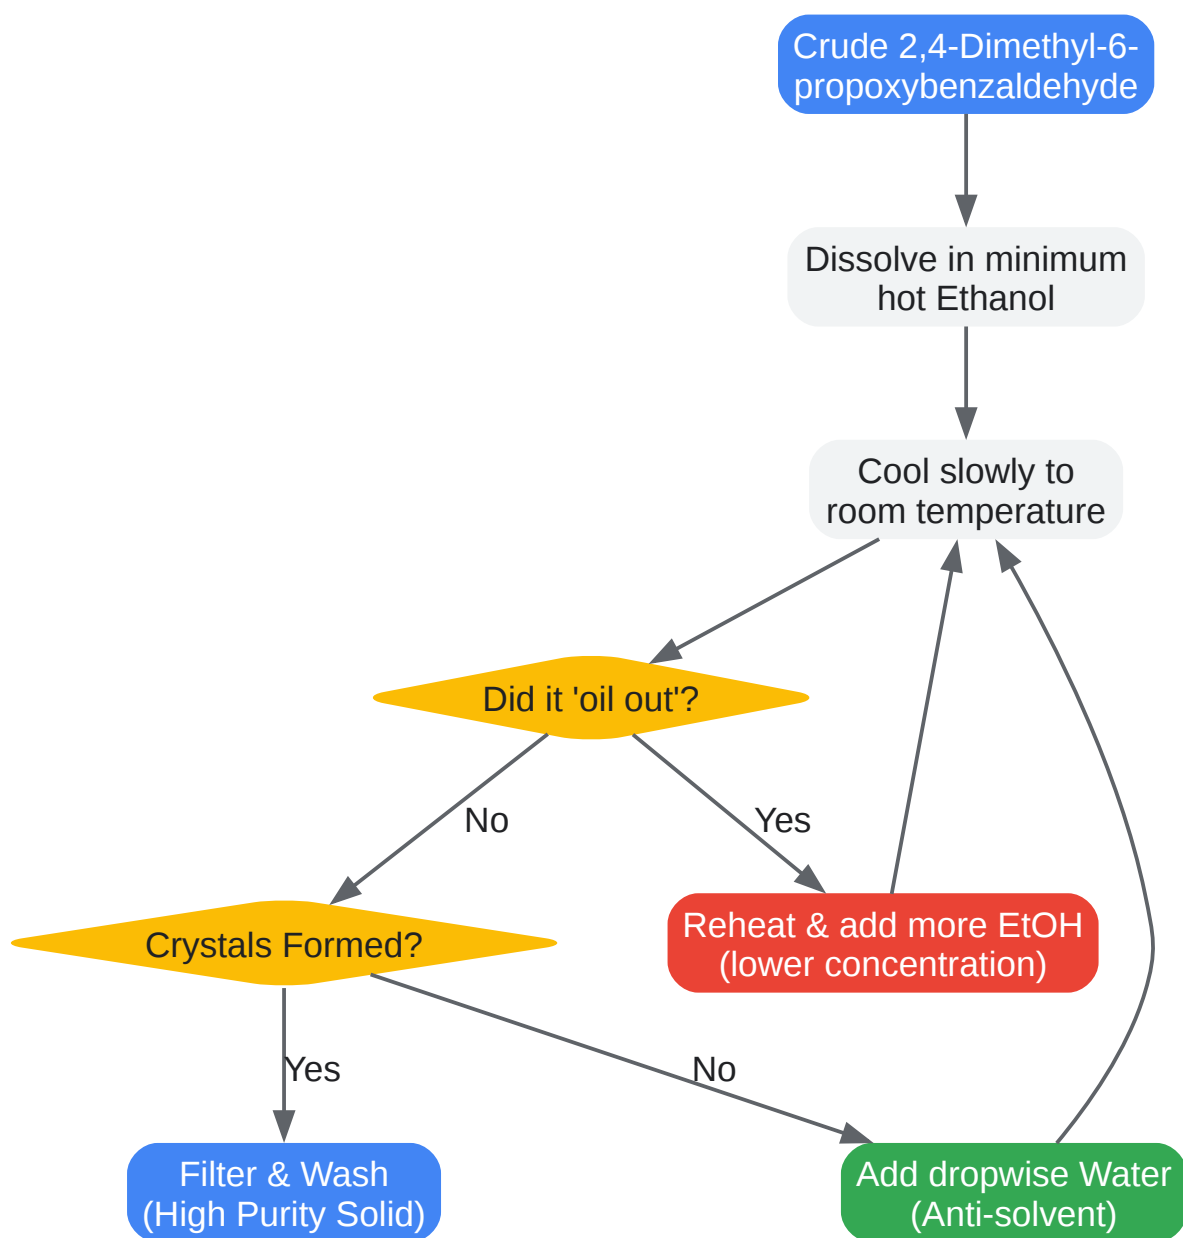 Crude 2,4-Dimethyl-6-
propoxybenzaldehyde
Dissolve in minimum
hot Ethanol
Cool slowly to
room temperature
Did it 'oil out'?
No
Yes
Crystals Formed?
Reheat & add more EtOH
(lower concentration)
Yes
No
Filter & Wash
(High Purity Solid)
Add dropwise Water
(Anti-solvent)